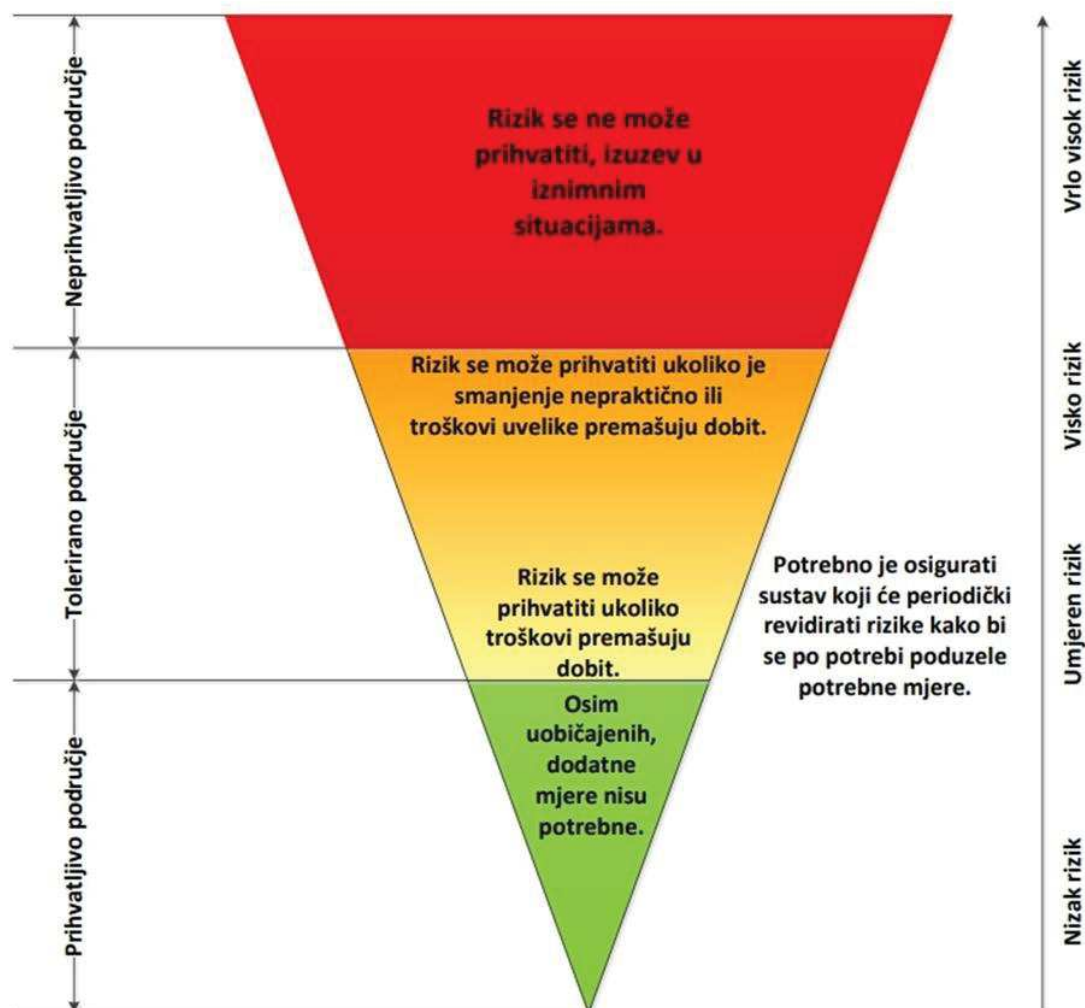 Neprihvatljivo područje
Tolerirano područje
Prihvatljivo područje
Rizik se ne može
prihvatiti, izuzev u
iznimnim
situacijama.
Rizik se može prihvatiti ukoliko je
smanjenje nepraktično ili
troškovi uvelike premašuju dobit.
Rizik se može
prihvatiti ukoliko
troškovi premašuju
dobit.
Osim
uobičajenih,
dodatne
mjere nisu
potrebne.
Potrebno je osigurati
sustav koji će periodički
revidirati rizike kako bi
se po potrebi poduzele
potrebne mjere.
Vrlo visok rizik
Visko rizik
Umjeren rizik
Nizak rizik